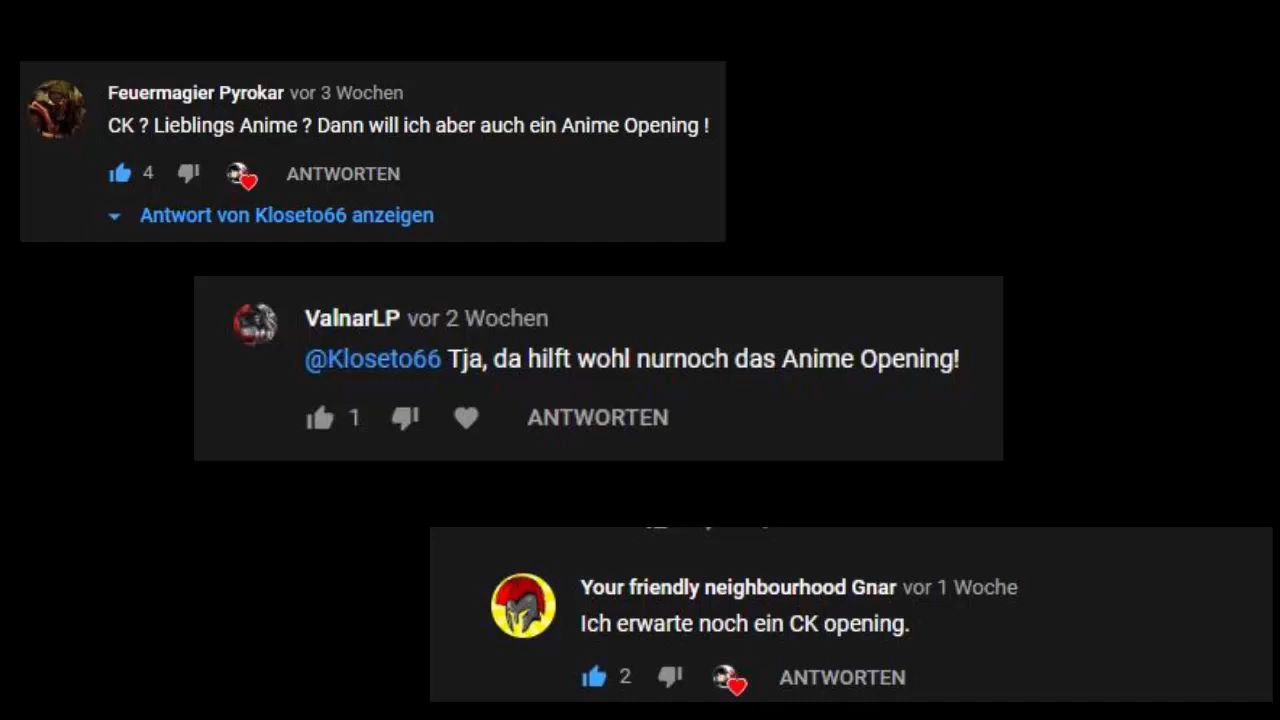 Feuermagier Pyrokar vor 3 Wochen
CK ? Lieblings Anime ? Dann will ich aber auch ein Anime Opening !
4 ANTWORTEN
Antwort von Kloseto66 anzeigen
ValnarLP vor 2 Wochen
@Kloseto66 Tja, da hilft wohl nurnoch das Anime Opening!
1 ANTWORTEN
Your friendly neighbourhood Gnar vor 1 Woche
Ich erwarte noch ein CK opening.
2 ANTWORTEN